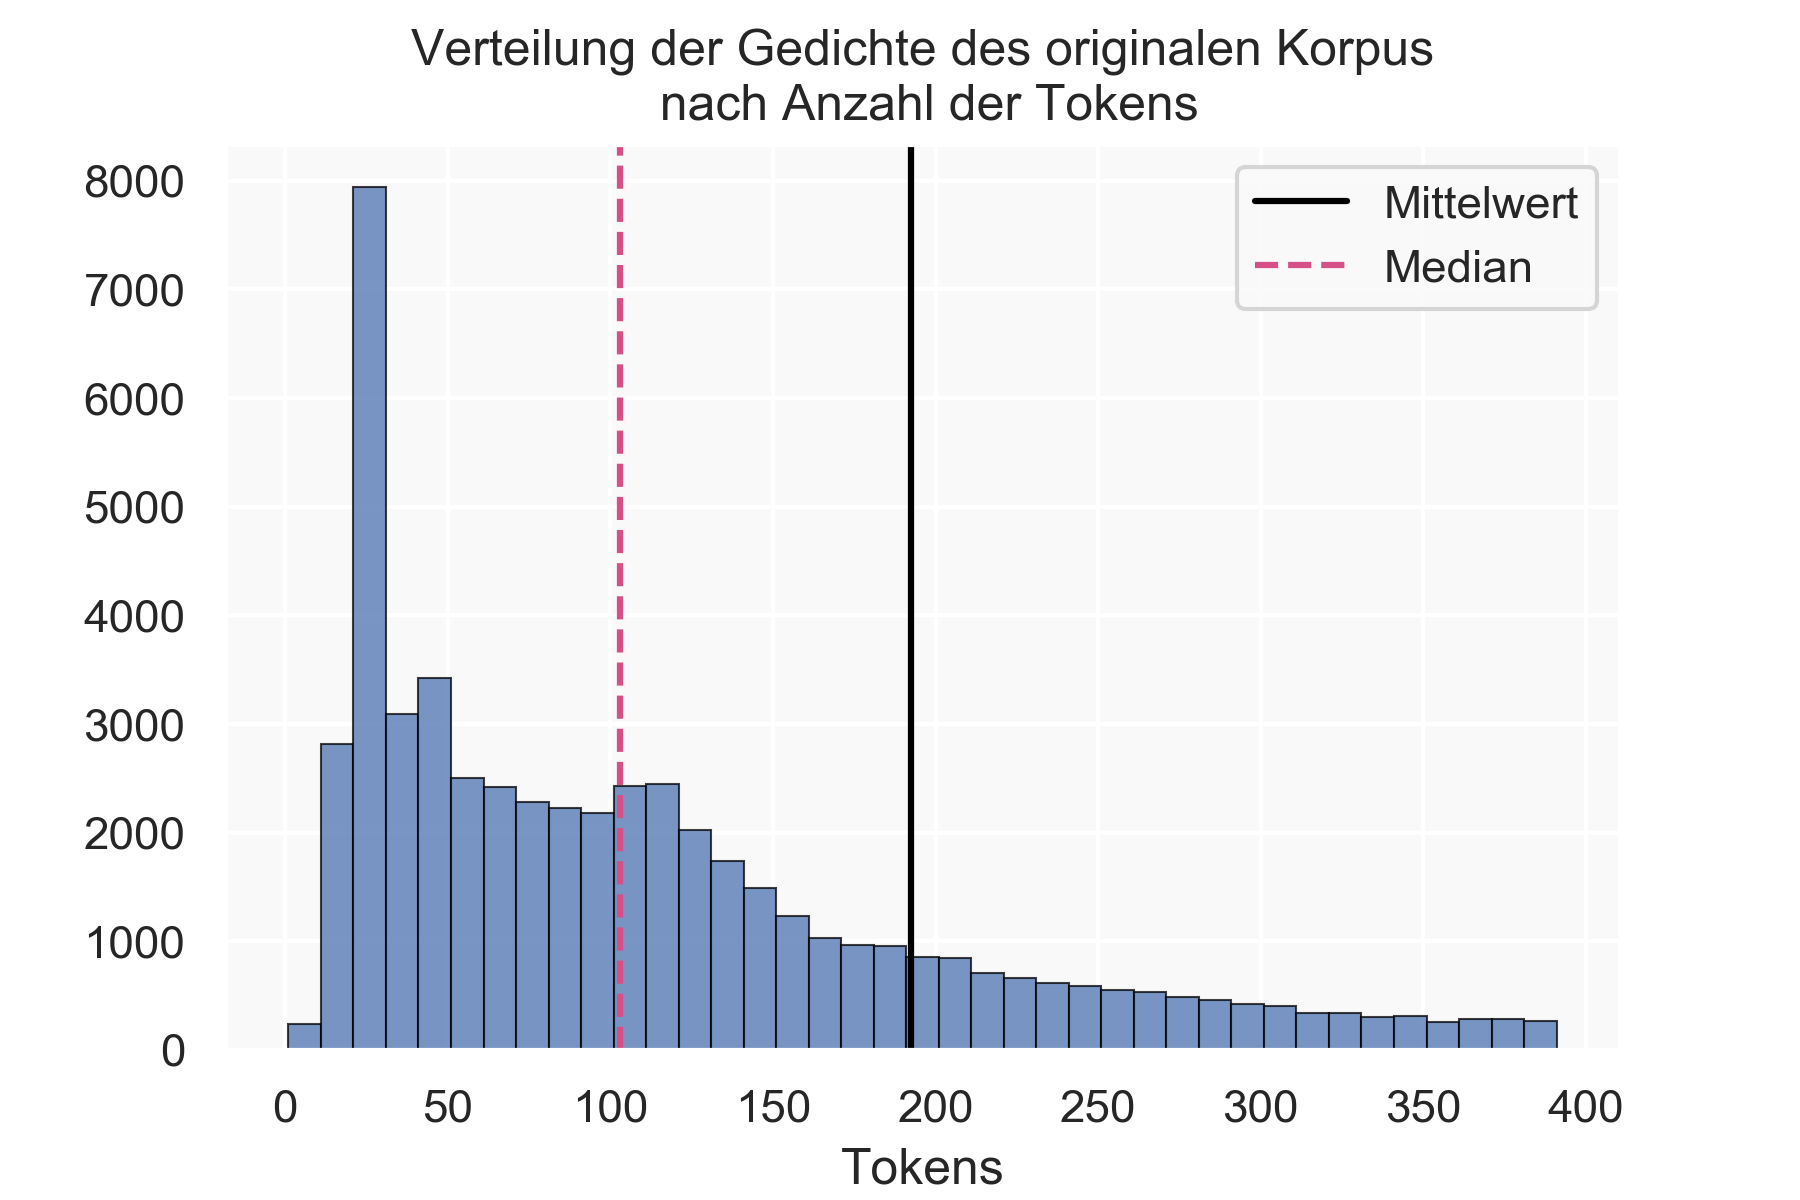 Verteilung der Gedichte des originalen Korpus
nach Anzahl der Tokens
Mittelwert
Median
8000
7000
6000
5000
4000
3000
2000
1000
0
0 50 100 150 200 250 300 350 400
Tokens